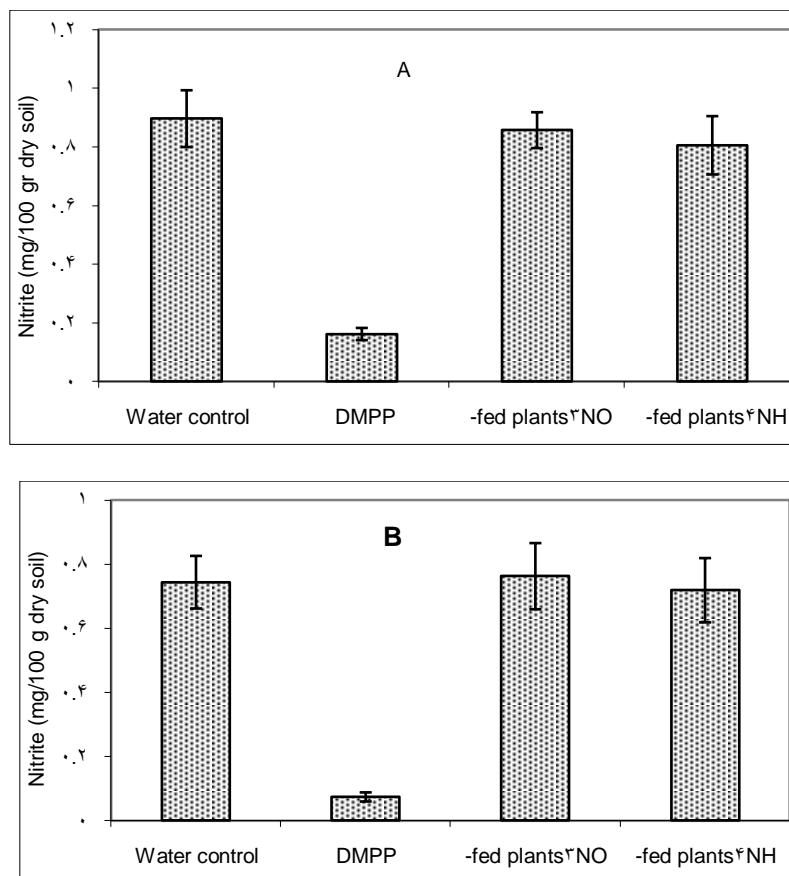 ۱.۲
A
۱
۰.۸
۰.۶
۰.۴
۰.۲
۰
Nitrite (mg/100 gr dry soil)
Water control DMPP -fed plants۳NO -fed plants۴NH
۱
B
۰.۸
۰.۶
۰.۴
۰.۲
۰
Nitrite (mg/100 g dry soil)
Water control DMPP -fed plants۳NO -fed plants۴NH